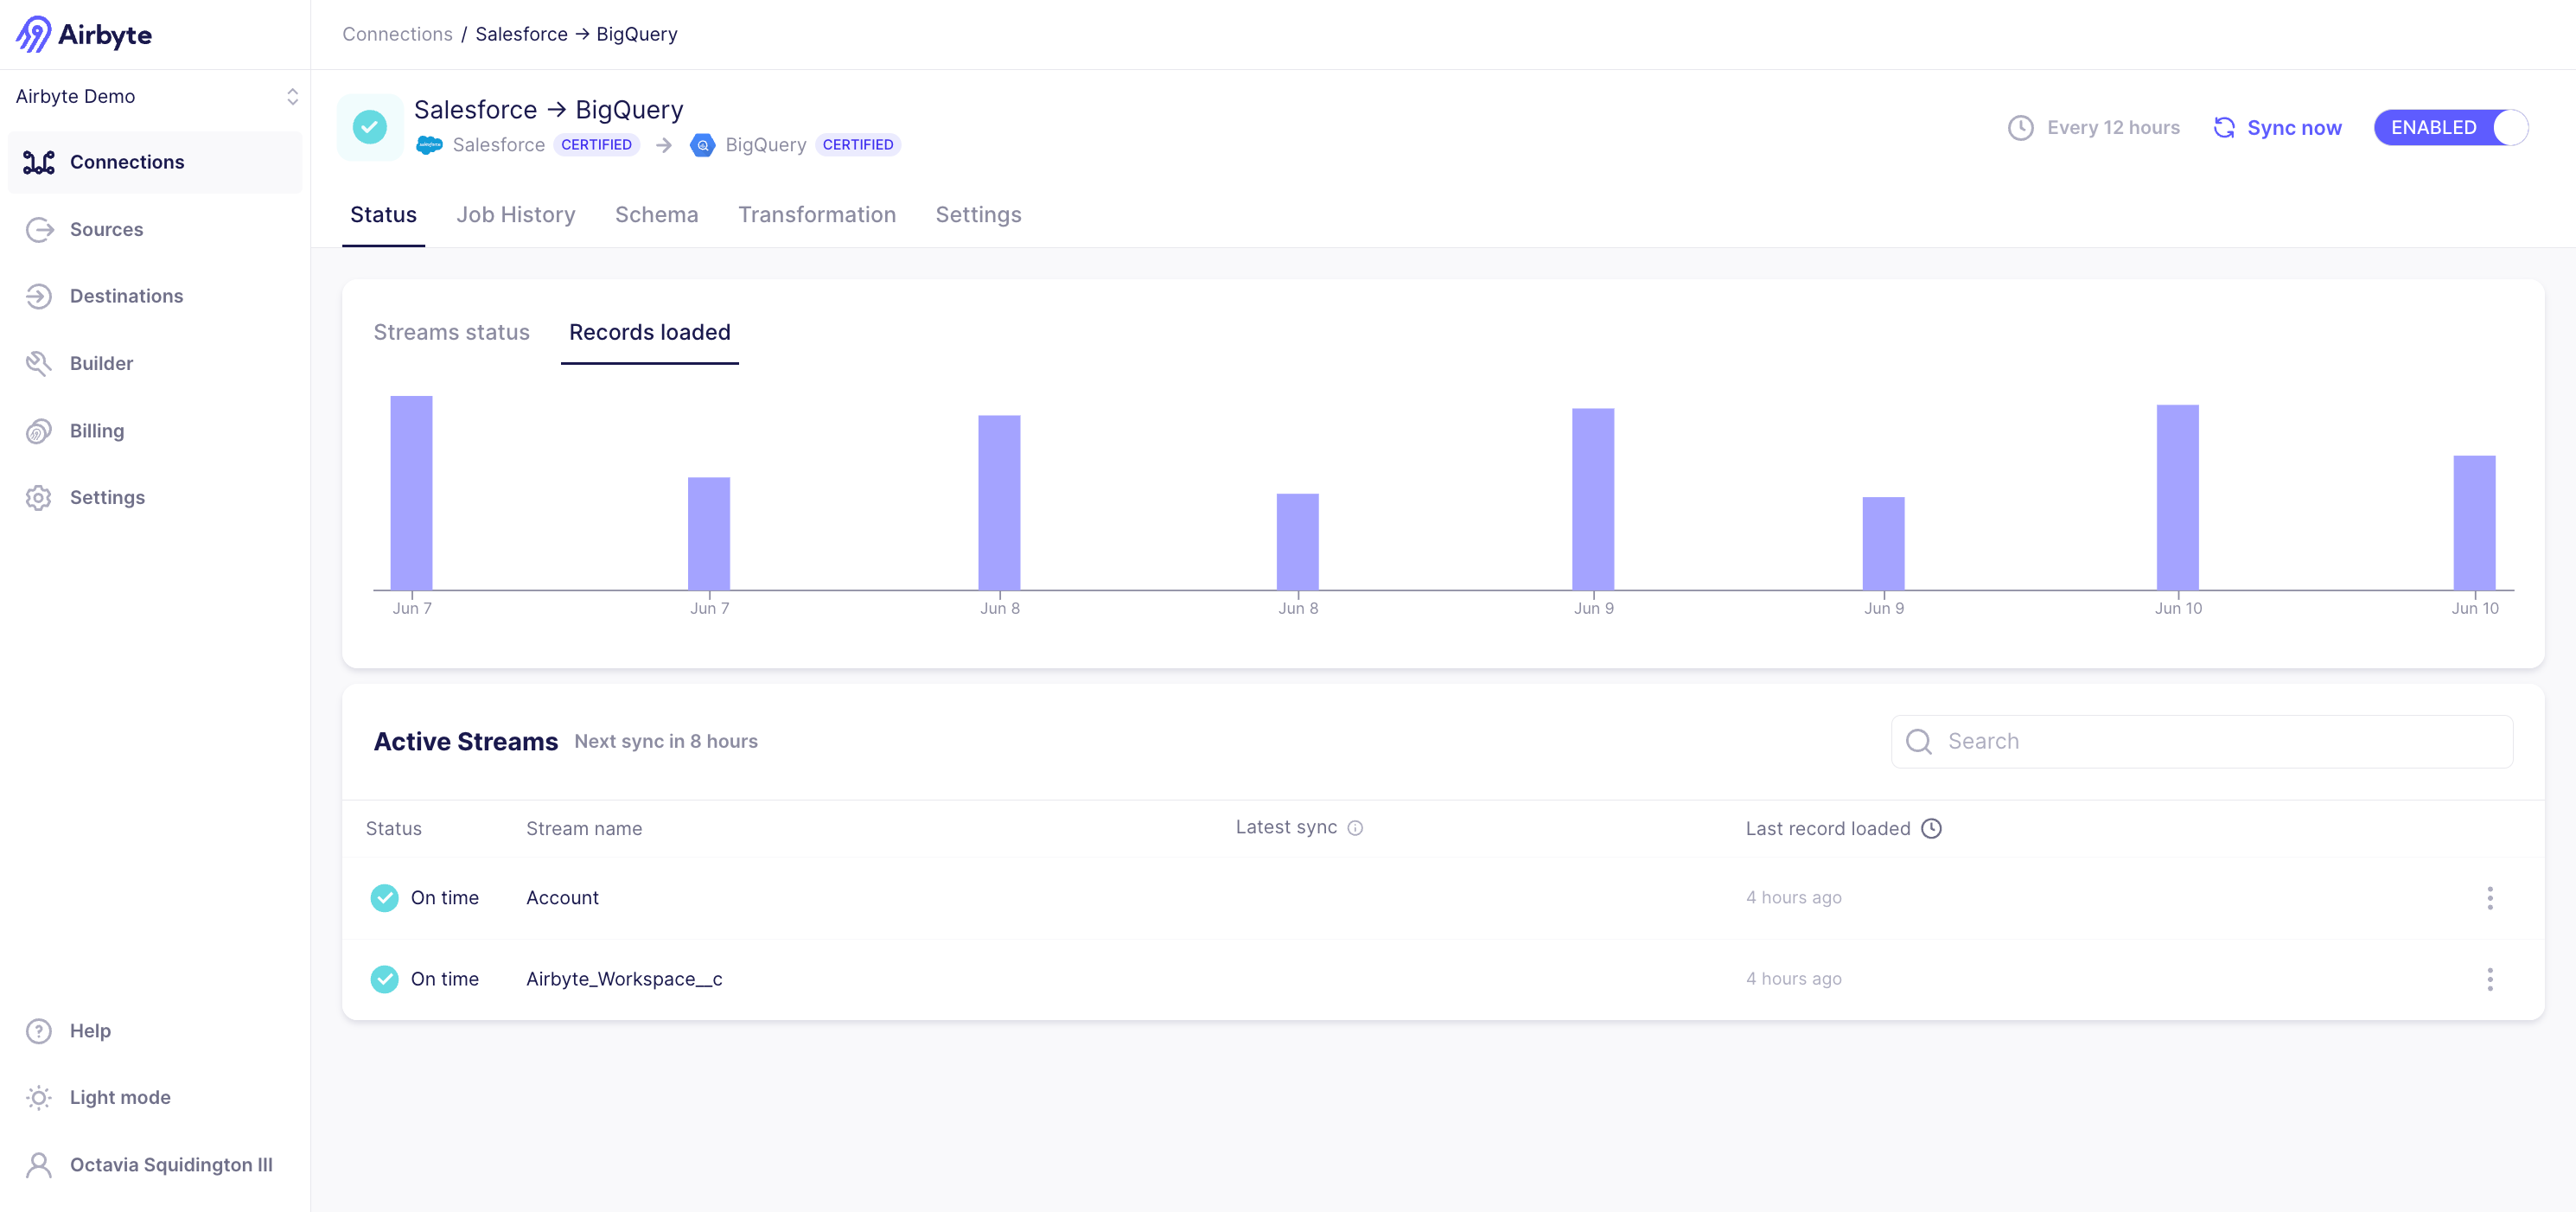 Airbyte
Connections / Salesforce → BigQuery
Airbyte Demo
Connections
Sources
Destinations
Builder
Billing
Settings
Help
Light mode
Octavia Squidington III
Salesforce → BigQuery
Salesforce CERTIFIED → BigQuery CERTIFIED
Every 12 hours
Sync now
ENABLED
Status Job History Schema Transformation Settings
Streams status Records loaded
Jun 7 Jun 7 Jun 8 Jun 8 Jun 9 Jun 9 Jun 10 Jun 10
Active Streams Next sync in 8 hours
Search
Status Stream name Latest sync Last record loaded
On time Account 4 hours ago
On time Airbyte_Workspace__c 4 hours ago